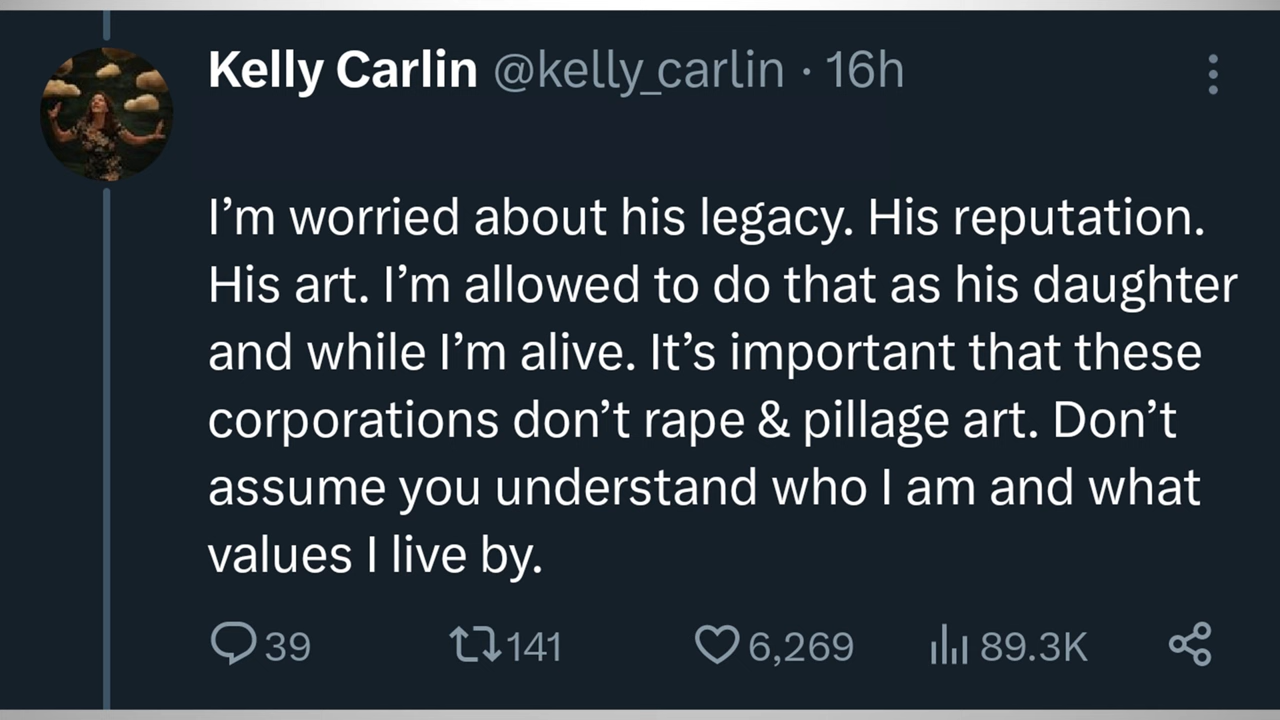 Kelly Carlin @kelly_carlin · 16h
I’m worried about his legacy. His reputation.
His art. I’m allowed to do that as his daughter
and while I’m alive. It’s important that these
corporations don’t rape & pillage art. Don’t
assume you understand who I am and what
values I live by.
39 141 6,269 89.3K